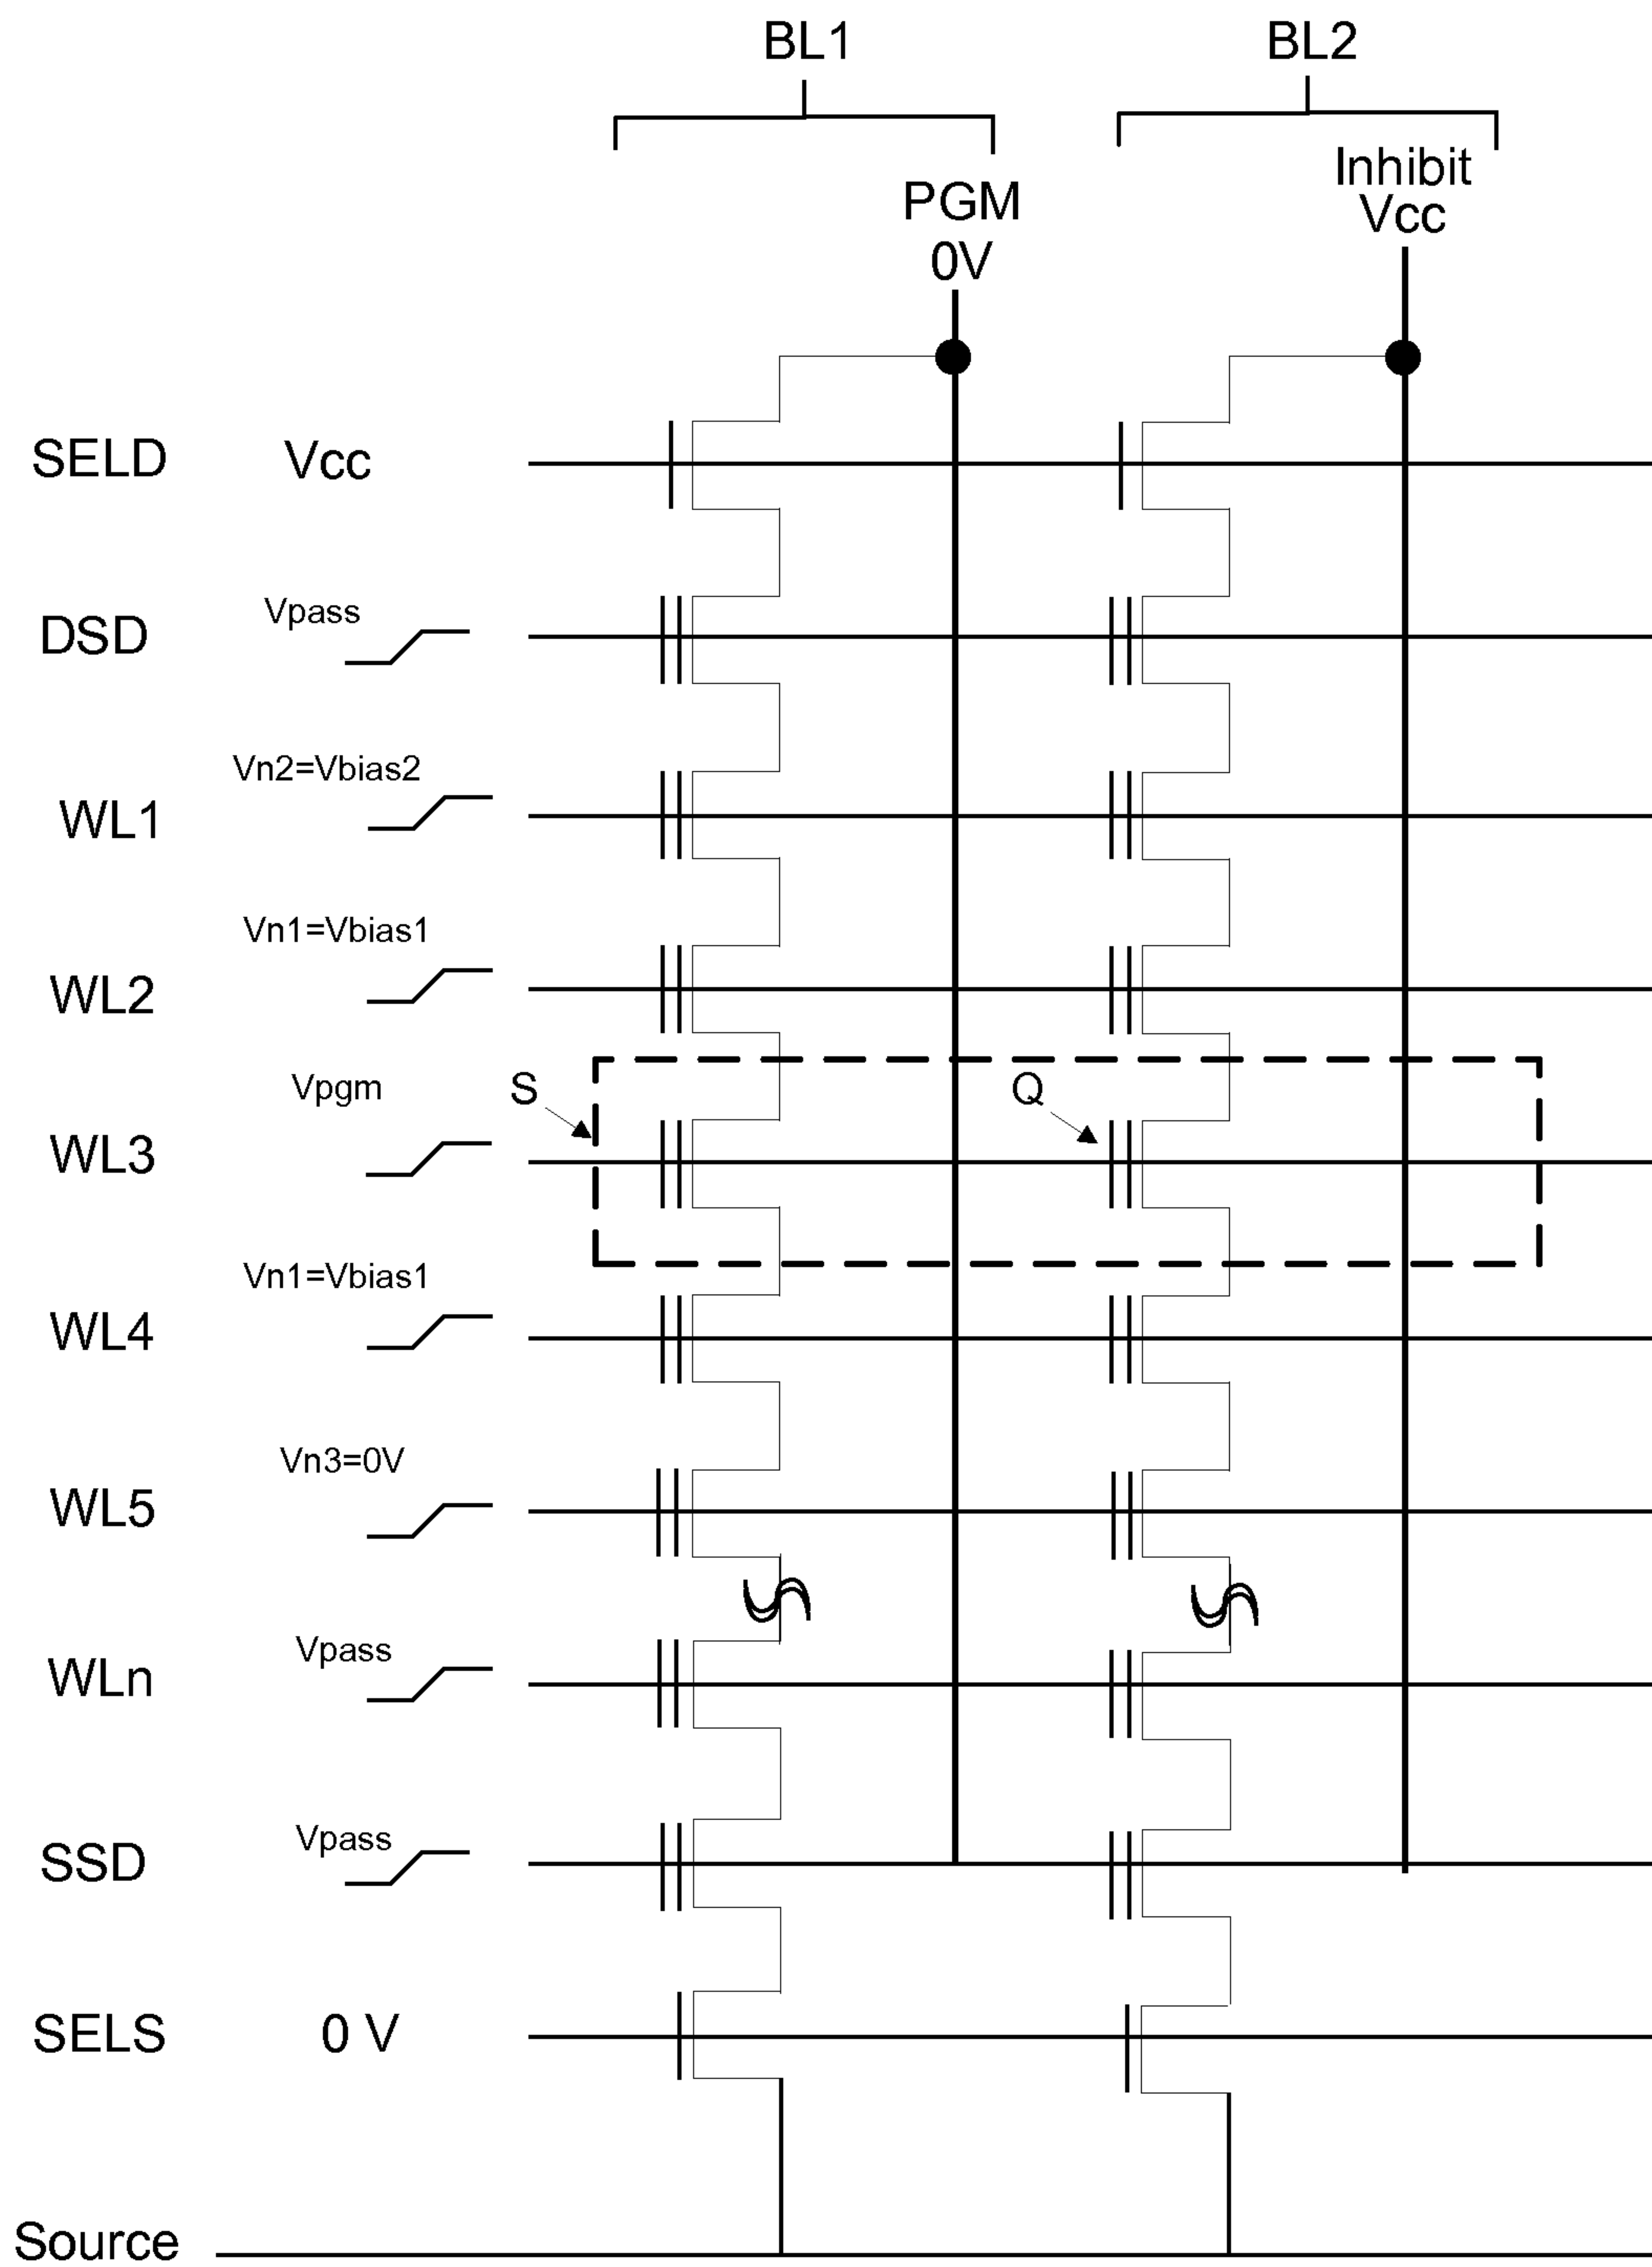 BL1 BL2
Inhibit
Vcc
PGM
0V
SELD Vcc
DSD Vpass
WL1 Vn2=Vbias2
WL2 Vn1=Vbias1
WL3 Vpgm S Q
WL4 Vn1=Vbias1
WL5 Vn3=0V
WLn Vpass
SSD Vpass
SELS 0 V
Source